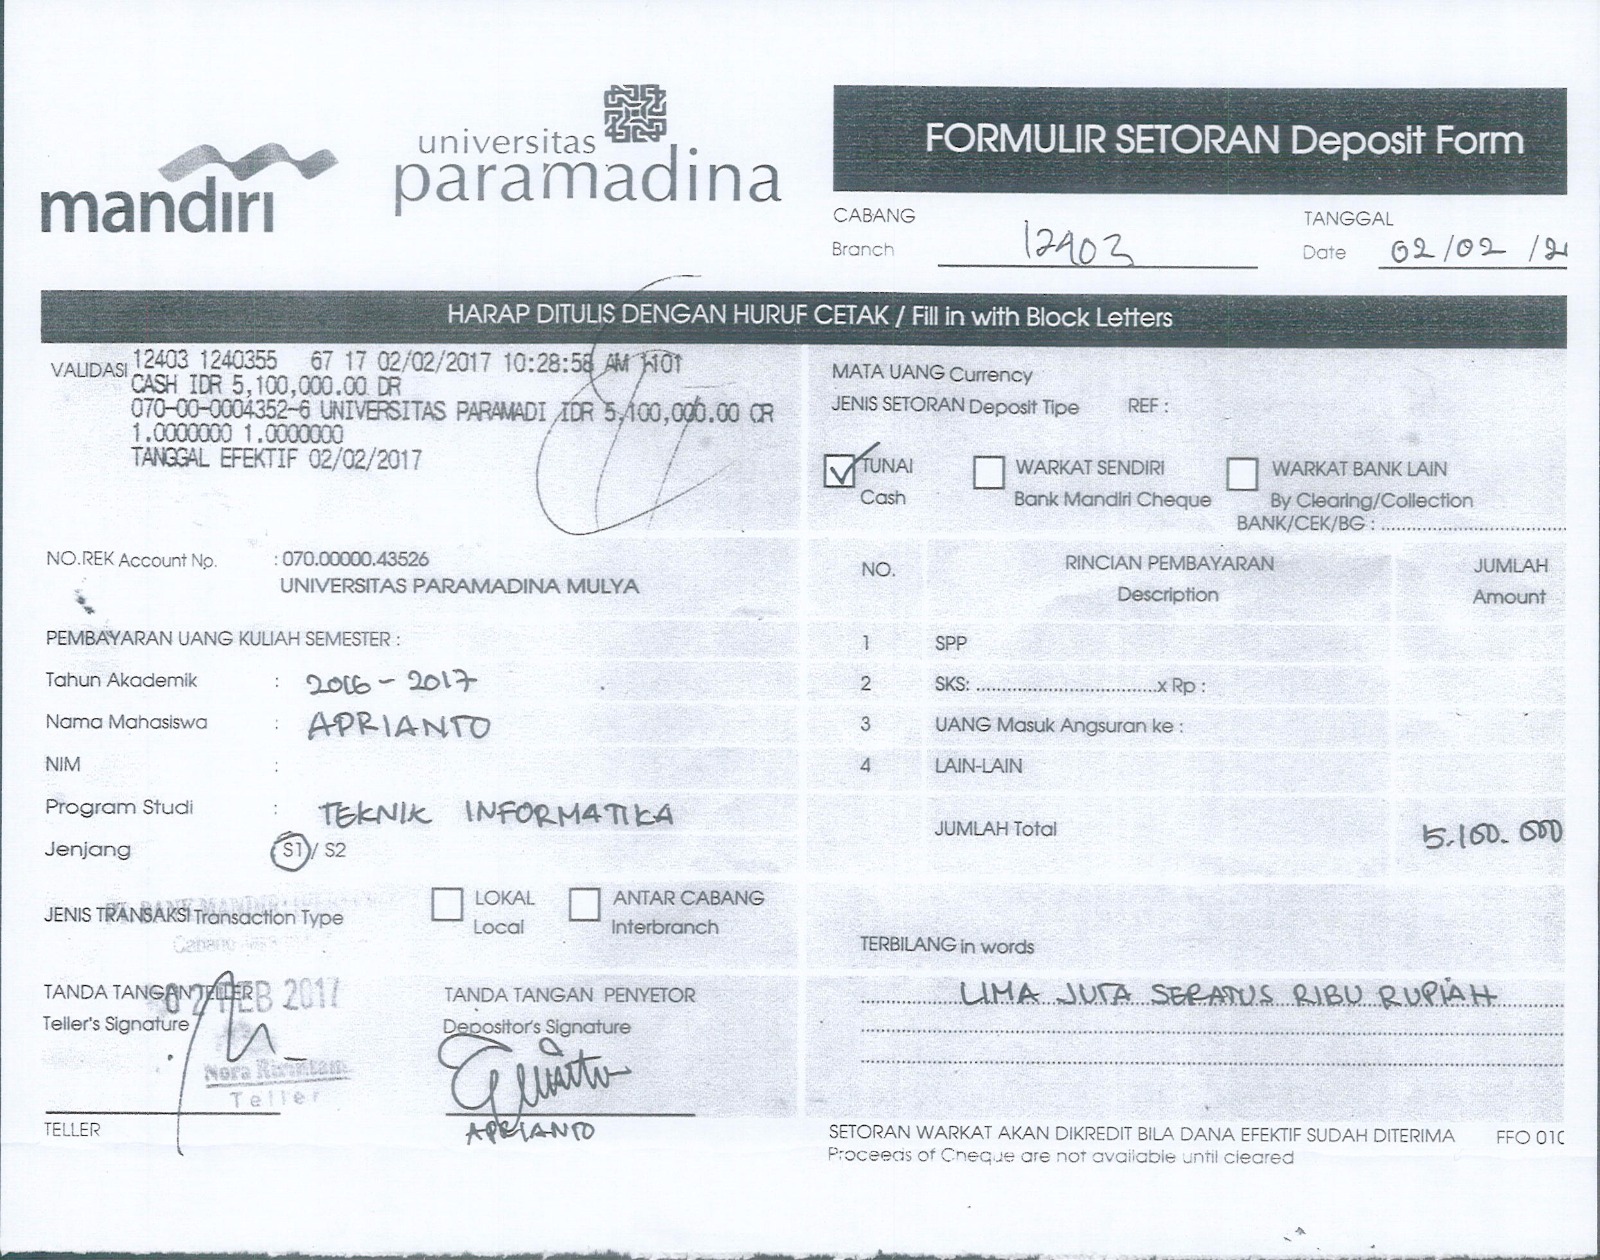 mandiri
universitas
paramadina
FORMULIR SETORAN Deposit Form
CABANG
Branch 12403
TANGGAL
Date 02/02 /2
HARAP DITULIS DENGAN HURUF CETAK / Fill in with Block Letters
VALIDASI 12403 1240355 67 17 02/02/2017 10:28:58 AM H01
CASH IDR 5,100,000.00 DR
070-00-0004352-6 UNIVERSITAS PARAMADI IDR 5,100,000.00 CR
1.0000000 1.0000000
TANGGAL EFEKTIF 02/02/2017
MATA UANG Currency
JENIS SETORAN Deposit Tipe REF :
TUNAI
Cash
WARKAT SENDIRI
Bank Mandiri Cheque
WARKAT BANK LAIN
By Clearing/Collection
BANK/CEK/BG :
NO.REK Account No. : 070.00000.43526
UNIVERSITAS PARAMADINA MULYA
PEMBAYARAN UANG KULIAH SEMESTER :
Tahun Akademik : 2016 - 2017
Nama Mahasiswa : APRIANTO
NIM :
Program Studi : TEKNIK INFORMATIKA
Jenjang S1 / S2
JENIS TRANSAKSI Transaction Type
LOKAL
Local
ANTAR CABANG
Interbranch
PT. BANK MANDIRI
Cabang
TANDA TANGAN TELLER
Teller's Signature
02 FEB 2017
Nora
Teller
TELLER
TANDA TANGAN PENYETOR
Depositor's Signature
APRIANTO
NO. RINCIAN PEMBAYARAN JUMLAH
Description Amount
1 SPP
2 SKS: x Rp :
3 UANG Masuk Angsuran ke :
4 LAIN-LAIN
JUMLAH Total 5.100.000
TERBILANG in words
LIMA JUTA SERATUS RIBU RUPIAH
SETORAN WARKAT AKAN DIKREDIT BILA DANA EFEKTIF SUDAH DITERIMA FFO 010
Proceeds of Cheque are not available until cleared